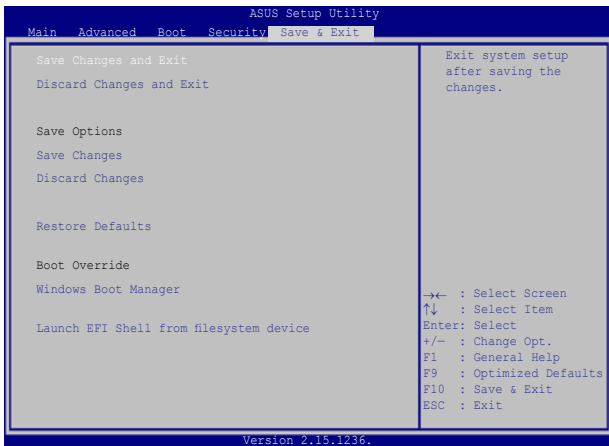 ASUS Setup Utility
Main Advanced Boot Security Save & Exit
Save Changes and Exit
Discard Changes and Exit
Save Options
Save Changes
Discard Changes
Restore Defaults
Boot Override
Windows Boot Manager
Launch EFI Shell from filesystem device
Exit system setup
after saving the
changes.
→← : Select Screen
↑↓ : Select Item
Enter: Select
+/— : Change Opt.
F1 : General Help
F9 : Optimized Defaults
F10 : Save & Exit
ESC : Exit
Version 2.15.1236.